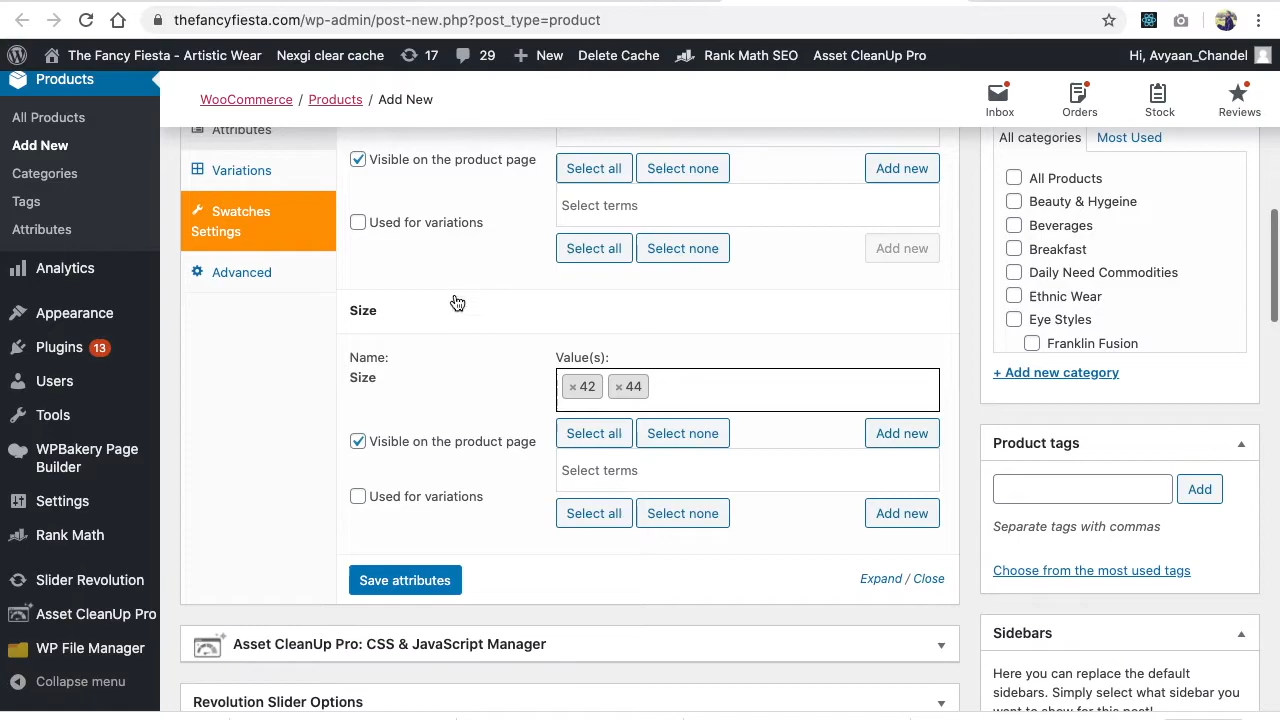 thefancyfiesta.com/wp-admin/post-new.php?post_type=product
The Fancy Fiesta - Artistic Wear
Nexgi clear cache
17
29
New
Delete Cache
Rank Math SEO
Asset CleanUp Pro
Hi, Avyaan_Chandel
Products
All Products
Add New
Categories
Tags
Attributes
Analytics
Appearance
Plugins 13
Users
Tools
WPBakery Page
Builder
Settings
Rank Math
Slider Revolution
Asset CleanUp Pro
WP File Manager
Collapse menu
WooCommerce / Products / Add New
Inbox
Orders
Stock
Reviews
Attributes
Variations
Swatches
Settings
Advanced
Visible on the product page
Select all
Select none
Add new
Select terms
Used for variations
Select all
Select none
Add new
Size
Name:
Size
Value(s):
× 42
× 44
Visible on the product page
Select all
Select none
Add new
Select terms
Used for variations
Select all
Select none
Add new
Save attributes
Expand / Close
Asset CleanUp Pro: CSS & JavaScript Manager
Revolution Slider Options
All categories
Most Used
All Products
Beauty & Hygeine
Beverages
Breakfast
Daily Need Commodities
Ethnic Wear
Eye Styles
Franklin Fusion
+ Add new category
Product tags
Add
Separate tags with commas
Choose from the most used tags
Sidebars
Here you can replace the default
sidebars. Simply select what sidebar you
want to show for this post!